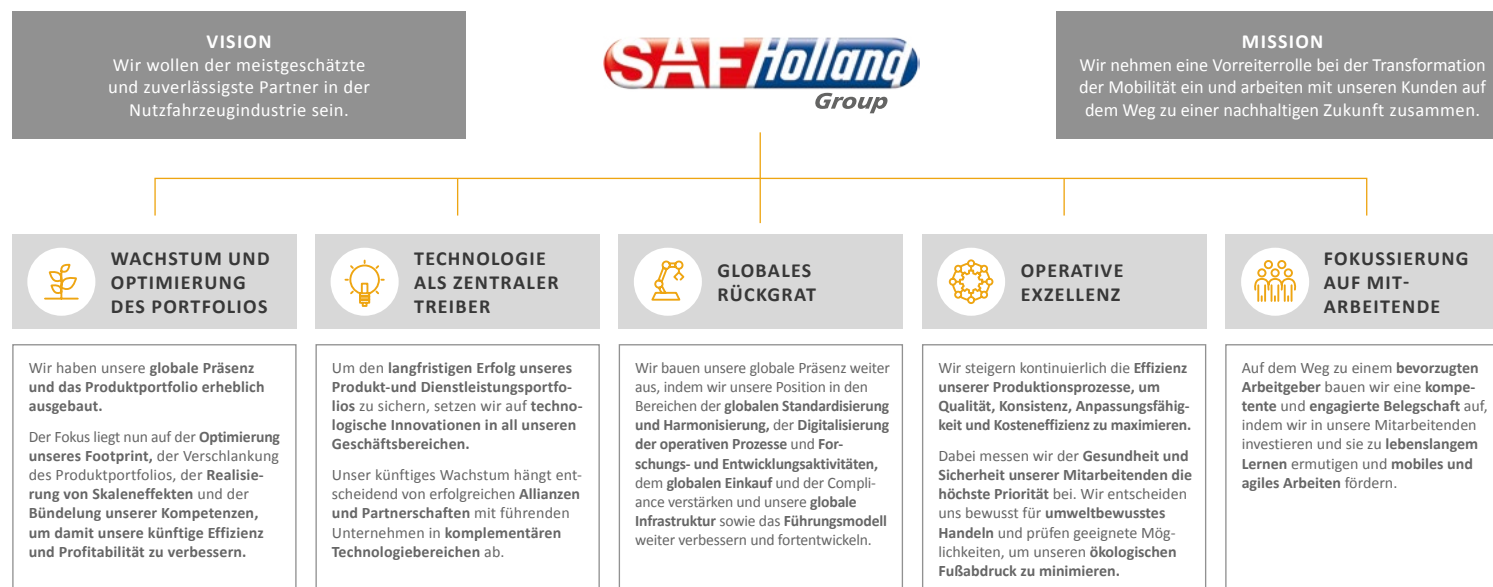 VISION
Wir wollen der meistgeschätzte
und zuverlässigste Partner in der
Nutzfahrzeugindustrie sein.
SAF Holland
Group
MISSION
Wir nehmen eine Vorreiterrolle bei der Transformation
der Mobilität ein und arbeiten mit unseren Kunden auf
dem Weg zu einer nachhaltigen Zukunft zusammen.
WACHSTUM UND
OPTIMIERUNG
DES PORTFOLIOS
Wir haben unsere globale Präsenz
und das Produktportfolio erheblich
ausgebaut.
Der Fokus liegt nun auf der Optimierung
unseres Footprint, der Verschlankung
des Produktportfolios, der Realisie-
rung von Skaleneffekten und der
Bündelung unserer Kompetenzen,
um damit unsere künftige Effizienz
und Profitabilität zu verbessern.
TECHNOLOGIE
ALS ZENTRALER
TREIBER
Um den langfristigen Erfolg unseres
Produkt-und Dienstleistungsportfo-
lios zu sichern, setzen wir auf techno-
logische Innovationen in all unseren
Geschäftsbereichen.
Unser künftiges Wachstum hängt ent-
scheidend von erfolgreichen Allianzen
und Partnerschaften mit führenden
Unternehmen in komplementären
Technologiebereichen ab.
GLOBALES
RÜCKGRAT
Wir bauen unsere globale Präsenz weiter
aus, indem wir unsere Position in den
Bereichen der globalen Standardisierung
und Harmonisierung, der Digitalisierung
der operativen Prozesse und For-
schungs- und Entwicklungsaktivitäten,
dem globalen Einkauf und der Compli-
ance verstärken und unsere globale
Infrastruktur sowie das Führungsmodell
weiter verbessern und fortentwickeln.
OPERATIVE
EXZELLENZ
Wir steigern kontinuierlich die Effizienz
unserer Produktionsprozesse, um
Qualität, Konsistenz, Anpassungsfähig-
keit und Kosteneffizienz zu maximieren.
Dabei messen wir der Gesundheit und
Sicherheit unserer Mitarbeitenden die
höchste Priorität bei. Wir entscheiden
uns bewusst für umweltbewusstes
Handeln und prüfen geeignete Mög-
lichkeiten, um unseren ökologischen
Fußabdruck zu minimieren.
FOKUSSIERUNG
AUF MIT-
ARBEITENDE
Auf dem Weg zu einem bevorzugten
Arbeitgeber bauen wir eine kompe-
tente und engagierte Belegschaft auf,
indem wir in unsere Mitarbeitenden
investieren und sie zu lebenslangem
Lernen ermutigen und mobiles und
agiles Arbeiten fördern.